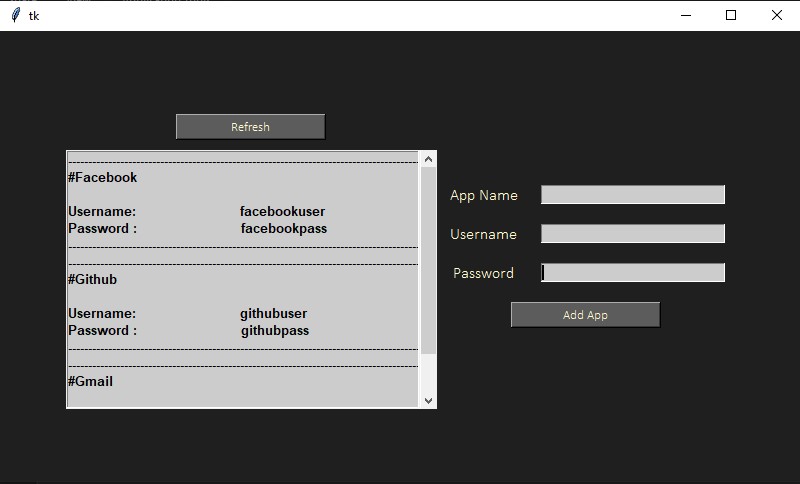 tk
Refresh
#Facebook
Username: facebookuser
Password : facebookpass
#Github
Username: githubuser
Password : githubpass
#Gmail
App Name
Username
Password
Add App